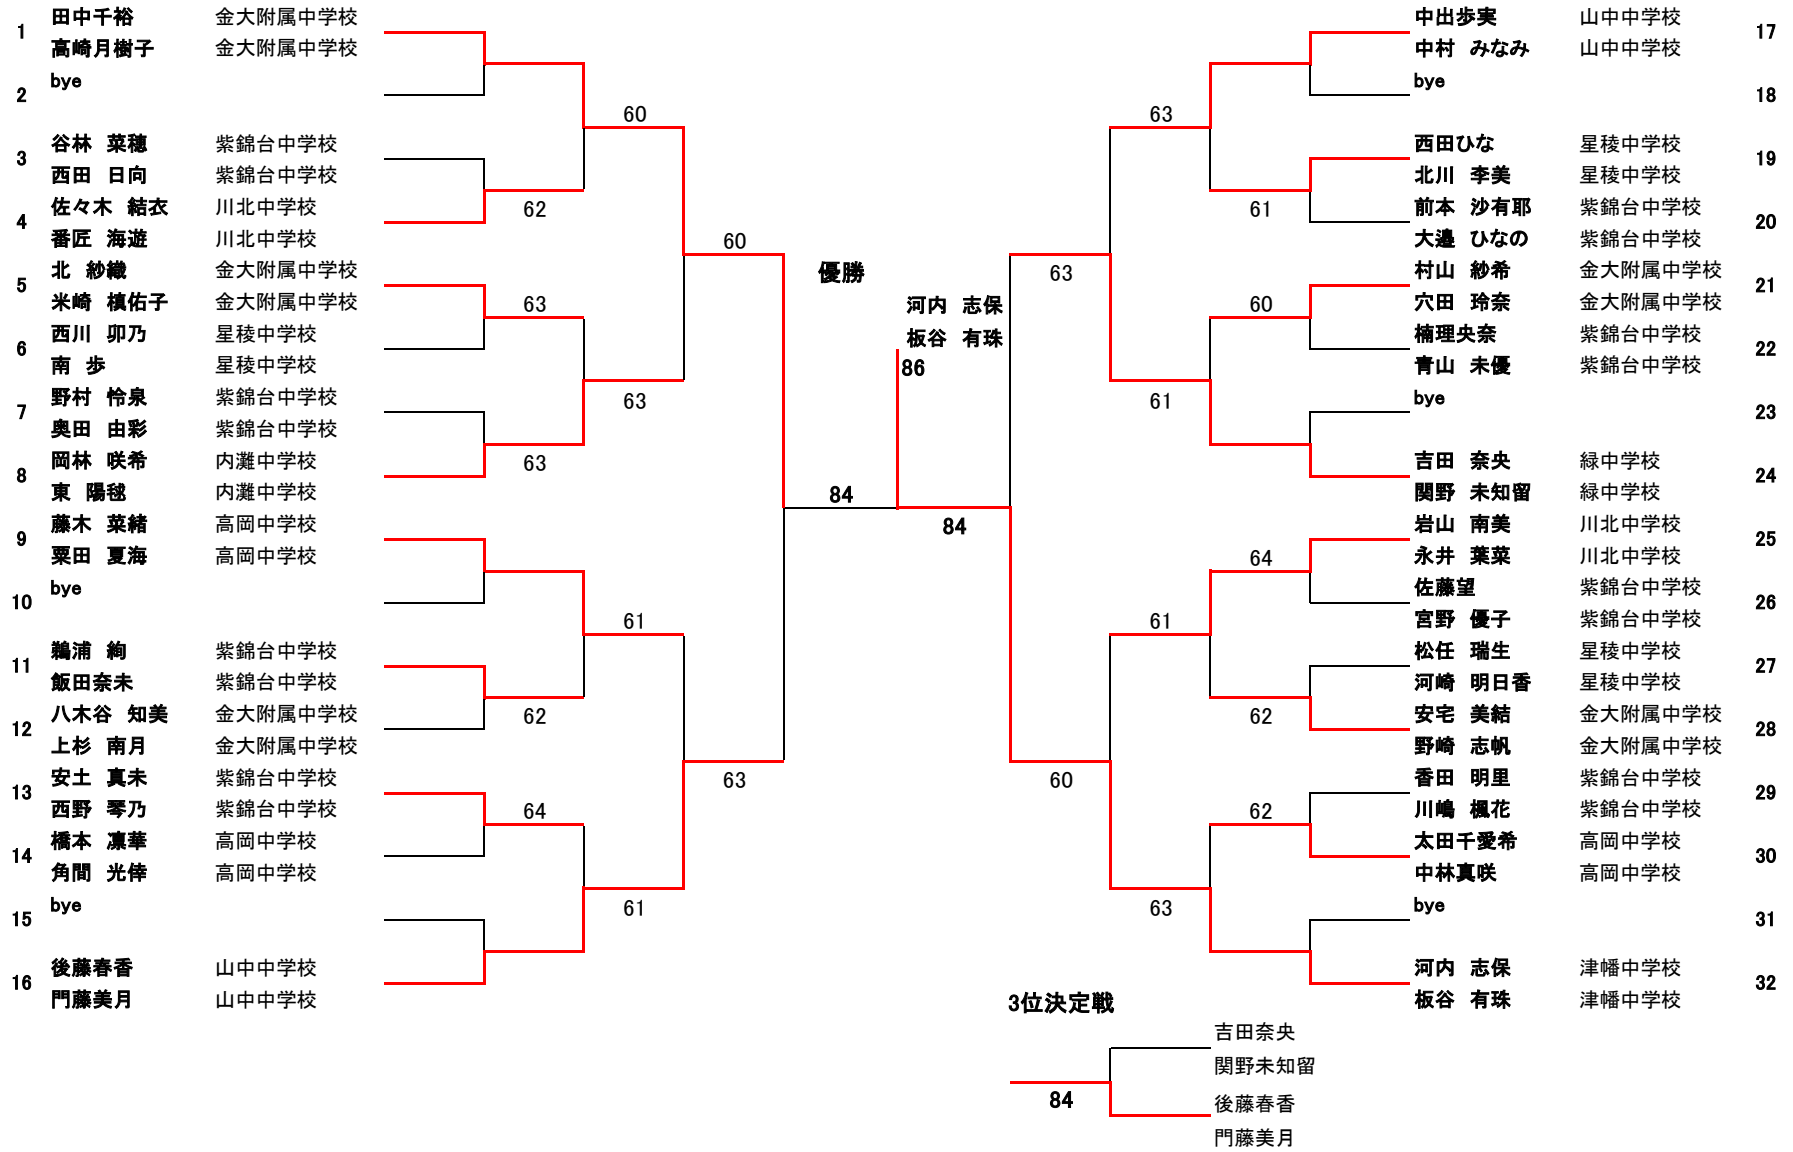 1 田中千裕 金大附属中学校
高崎月樹子 金大附属中学校
2 bye
3 谷林 菜穂 紫錦台中学校
西田 日向 紫錦台中学校
4 佐々木 結衣 川北中学校
番匠 海遊 川北中学校
5 北 紗織 金大附属中学校
米崎 槙佑子 金大附属中学校
6 西川 卯乃 星稜中学校
南 歩 星稜中学校
7 野村 怜泉 紫錦台中学校
奥田 由彩 紫錦台中学校
8 岡林 咲希 内灘中学校
東 陽毬 内灘中学校
9 藤木 菜緒 高岡中学校
粟田 夏海 高岡中学校
10 bye
11 鵜浦 絢 紫錦台中学校
飯田奈未 紫錦台中学校
12 八木谷 知美 金大附属中学校
上杉 南月 金大附属中学校
13 安土 真未 紫錦台中学校
西野 琴乃 紫錦台中学校
14 橋本 凛華 高岡中学校
角間 光倖 高岡中学校
15 bye
16 後藤春香 山中中学校
門藤美月 山中中学校
60
62
63
63
61
62
64
61
60
63
63
84
優勝
河内 志保
板谷 有珠
86
84
63
60
63
61
61
63
61
60
64
62
62
中出歩実 山中中学校 17
中村 みなみ 山中中学校
bye 18
西田ひな 星稜中学校 19
北川 李美 星稜中学校
前本 沙有耶 紫錦台中学校 20
大邉 ひなの 紫錦台中学校
村山 紗希 金大附属中学校 21
穴田 玲奈 金大附属中学校
楠理央奈 紫錦台中学校 22
青山 未優 紫錦台中学校
bye 23
吉田 奈央 緑中学校 24
関野 未知留 緑中学校
岩山 南美 川北中学校 25
永井 葉菜 川北中学校
佐藤望 紫錦台中学校 26
宮野 優子 紫錦台中学校
松任 瑞生 星稜中学校 27
河崎 明日香 星稜中学校
安宅 美結 金大附属中学校 28
野崎 志帆 金大附属中学校
香田 明里 紫錦台中学校 29
川嶋 楓花 紫錦台中学校
太田千愛希 高岡中学校 30
中林真咲 高岡中学校
bye 31
河内 志保 津幡中学校 32
板谷 有珠 津幡中学校
3位決定戦
吉田奈央
関野未知留
84
後藤春香
門藤美月